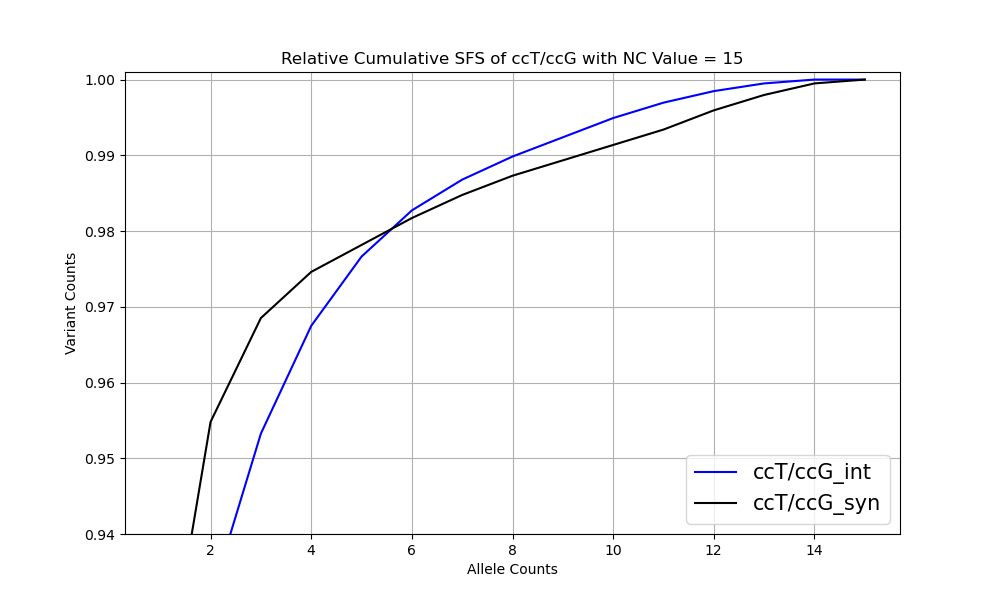 Relative Cumulative SFS of ccT/ccG with NC Value = 15
1.00
0.99
0.98
0.97
0.96
0.95
0.94
Variant Counts
2 4 6 8 10 12 14
Allele Counts
ccT/ccG_int
ccT/ccG_syn